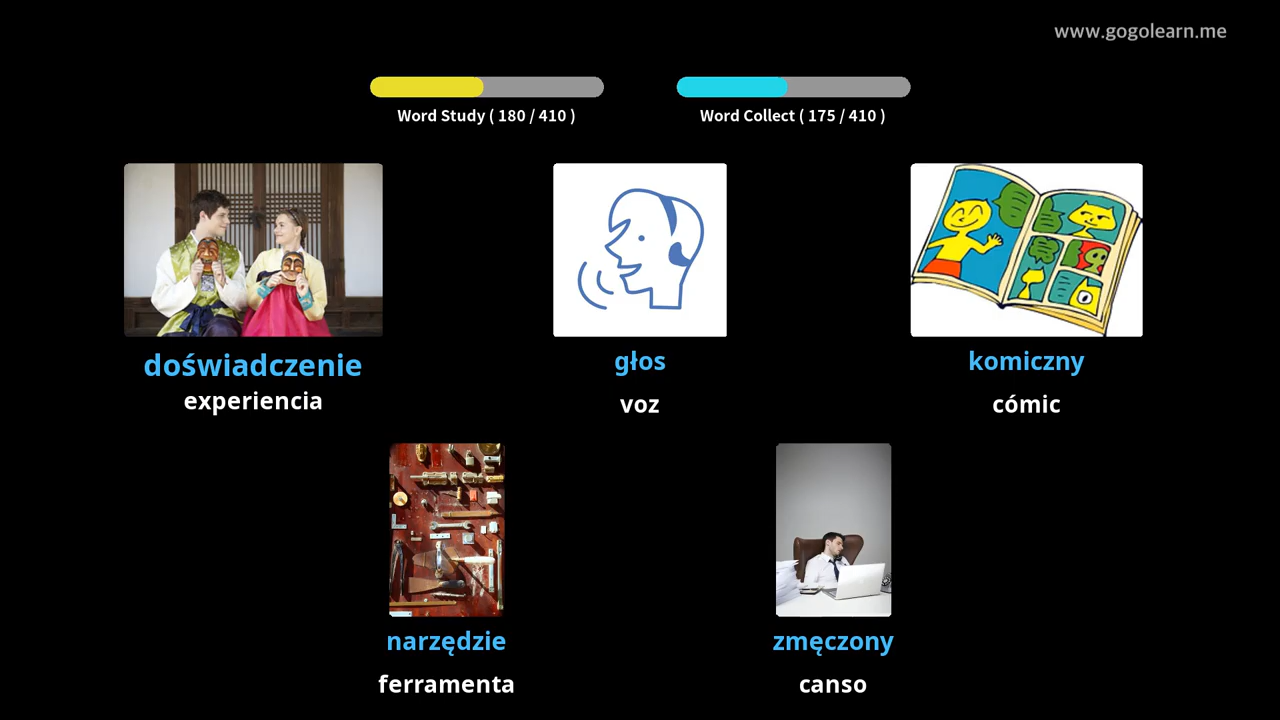 www.gogolearn.me
Word Study ( 180 / 410 )
Word Collect ( 175 / 410 )
doświadczenie
experiencia
głos
voz
komiczny
cómic
narzędzie
ferramenta
zmęczony
canso